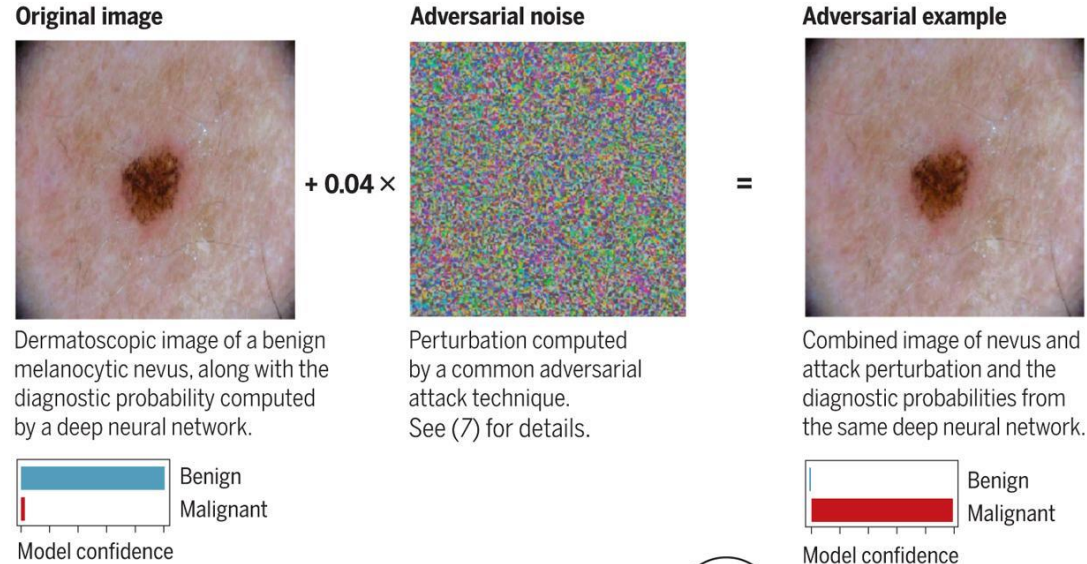 Original image
Adversarial noise
Adversarial example
+ 0.04 ×
=
Dermatoscopic image of a benign
melanocytic nevus, along with the
diagnostic probability computed
by a deep neural network.
Perturbation computed
by a common adversarial
attack technique.
See (7) for details.
Combined image of nevus and
attack perturbation and the
diagnostic probabilities from
the same deep neural network.
Benign
Malignant
Model confidence
Benign
Malignant
Model confidence